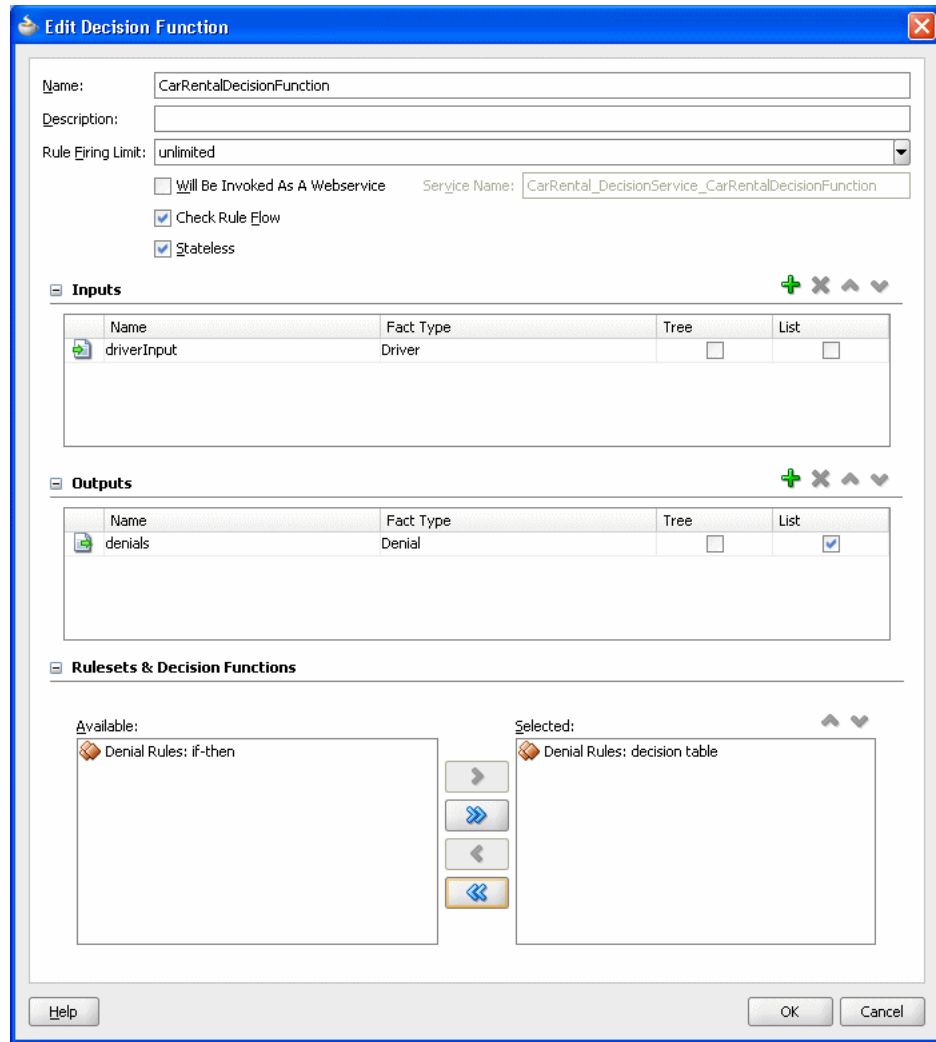 Edit Decision Function
Name: CarRentalDecisionFunction
Description:
Rule Firing Limit: unlimited
Will Be Invoked As A Webservice Service Name: CarRental_DecisionService_CarRentalDecisionFunction
Check Rule Flow
Stateless
Inputs
Name Fact Type Tree List
driverInput Driver
Outputs
Name Fact Type Tree List
denials Denial
Rulesets & Decision Functions
Available: Selected:
Denial Rules: if-then Denial Rules: decision table
Help OK Cancel